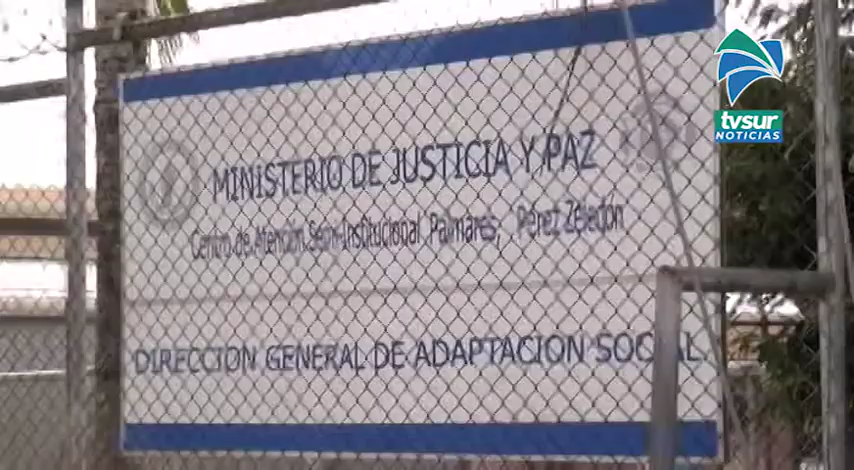 tvsur
NOTICIAS
MINISTERIO DE JUSTICIA Y PAZ
Centro de Atención Semi-Institucional Palmares, Pérez Zeledón
DIRECCION GENERAL DE ADAPTACION SOCIAL.